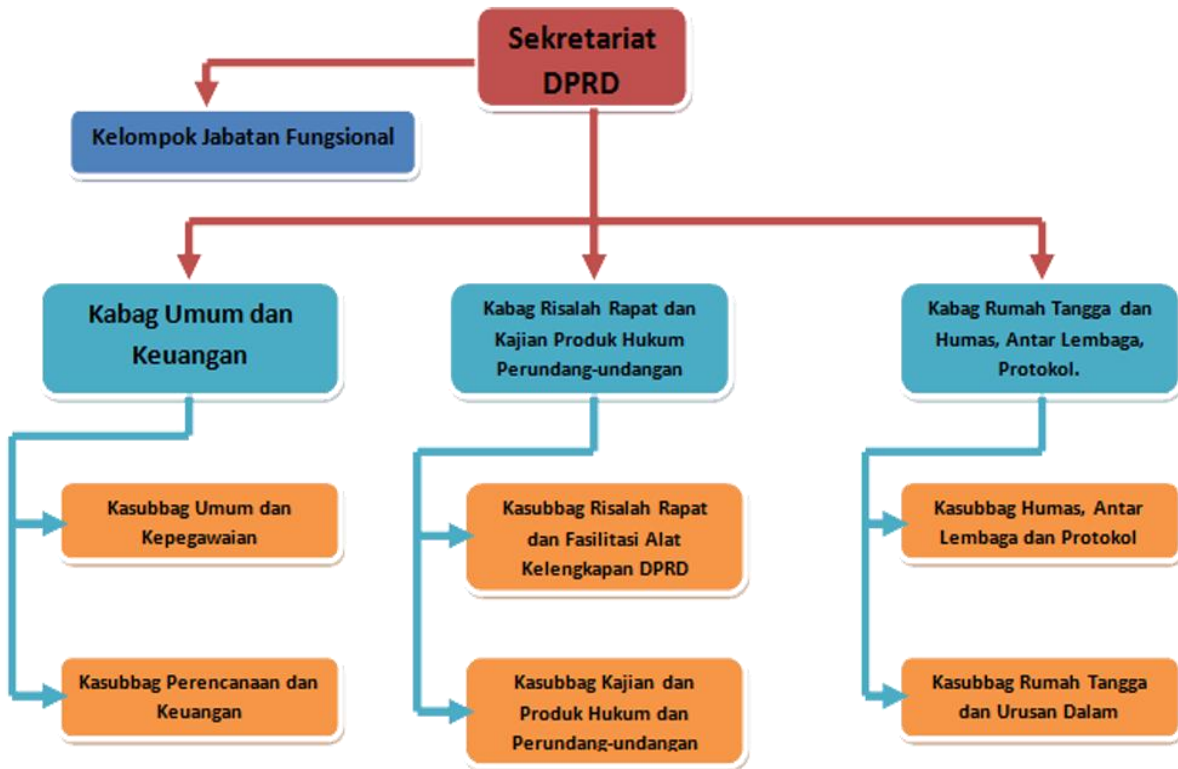 Sekretariat
DPRD
Kelompok Jabatan Fungsional
Kabag Umum dan
Keuangan
Kabag Risalah Rapat dan
Kajian Produk Hukum
Perundang-undangan
Kabag Rumah Tangga dan
Humas, Antar Lembaga,
Protokol.
Kasubbag Umum dan
Kepegawaian
Kasubbag Risalah Rapat
dan Fasilitasi Alat
Kelengkapan DPRD
Kasubbag Humas, Antar
Lembaga dan Protokol
Kasubbag Perencanaan dan
Keuangan
Kasubbag Kajian dan
Produk Hukum dan
Perundang-undangan
Kasubbag Rumah Tangga
dan Urusan Dalam